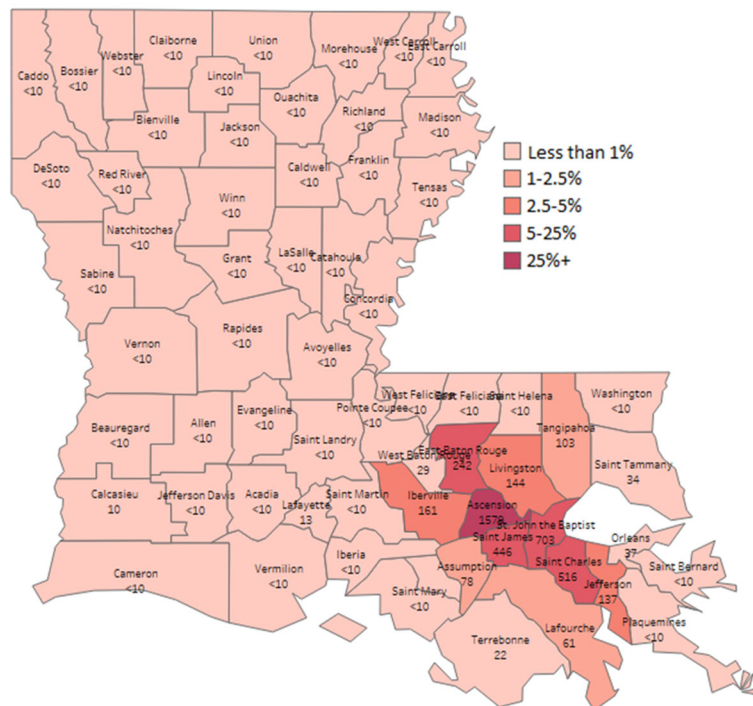 Caddo
<10
Bossier
<10
Webster
<10
Claiborne
<10
Union
<10
Morehouse
<10
West Carroll
<10
East Carroll
<10
Lincoln
<10
Ouachita
<10
Richland
<10
Madison
<10
Bienville
<10
Jackson
<10
Caldwell
<10
Franklin
<10
Tensas
<10
DeSoto
<10
Red River
<10
Winn
<10
Natchitoches
<10
Sabine
<10
Grant
<10
LaSalle
<10
Catahoula
<10
Concordia
<10
Vernon
<10
Rapides
<10
Avoyelles
<10
Less than 1%
1-2.5%
2.5-5%
5-25%
25%+
Beauregard
<10
Allen
<10
Evangeline
<10
Saint Landry
<10
Pointe Coupee
<10
West Feliciana
<10
East Feliciana
<10
Saint Helena
<10
Tangipahoa
103
Washington
<10
West Baton Rouge
29
East Baton Rouge
242
Livingston
144
Saint Tammany
34
Calcasieu
10
Jefferson Davis
<10
Acadia
<10
Lafayette
13
Saint Martin
<10
Iberville
161
Ascension
St. John the Baptist
703
Saint James
446
Saint Charles
516
Orleans
37
Saint Bernard
<10
Jefferson
137
Plaquemines
<10
Cameron
<10
Vermilion
<10
Iberia
<10
Saint Mary
<10
Assumption
78
Terrebonne
22
Lafourche
61